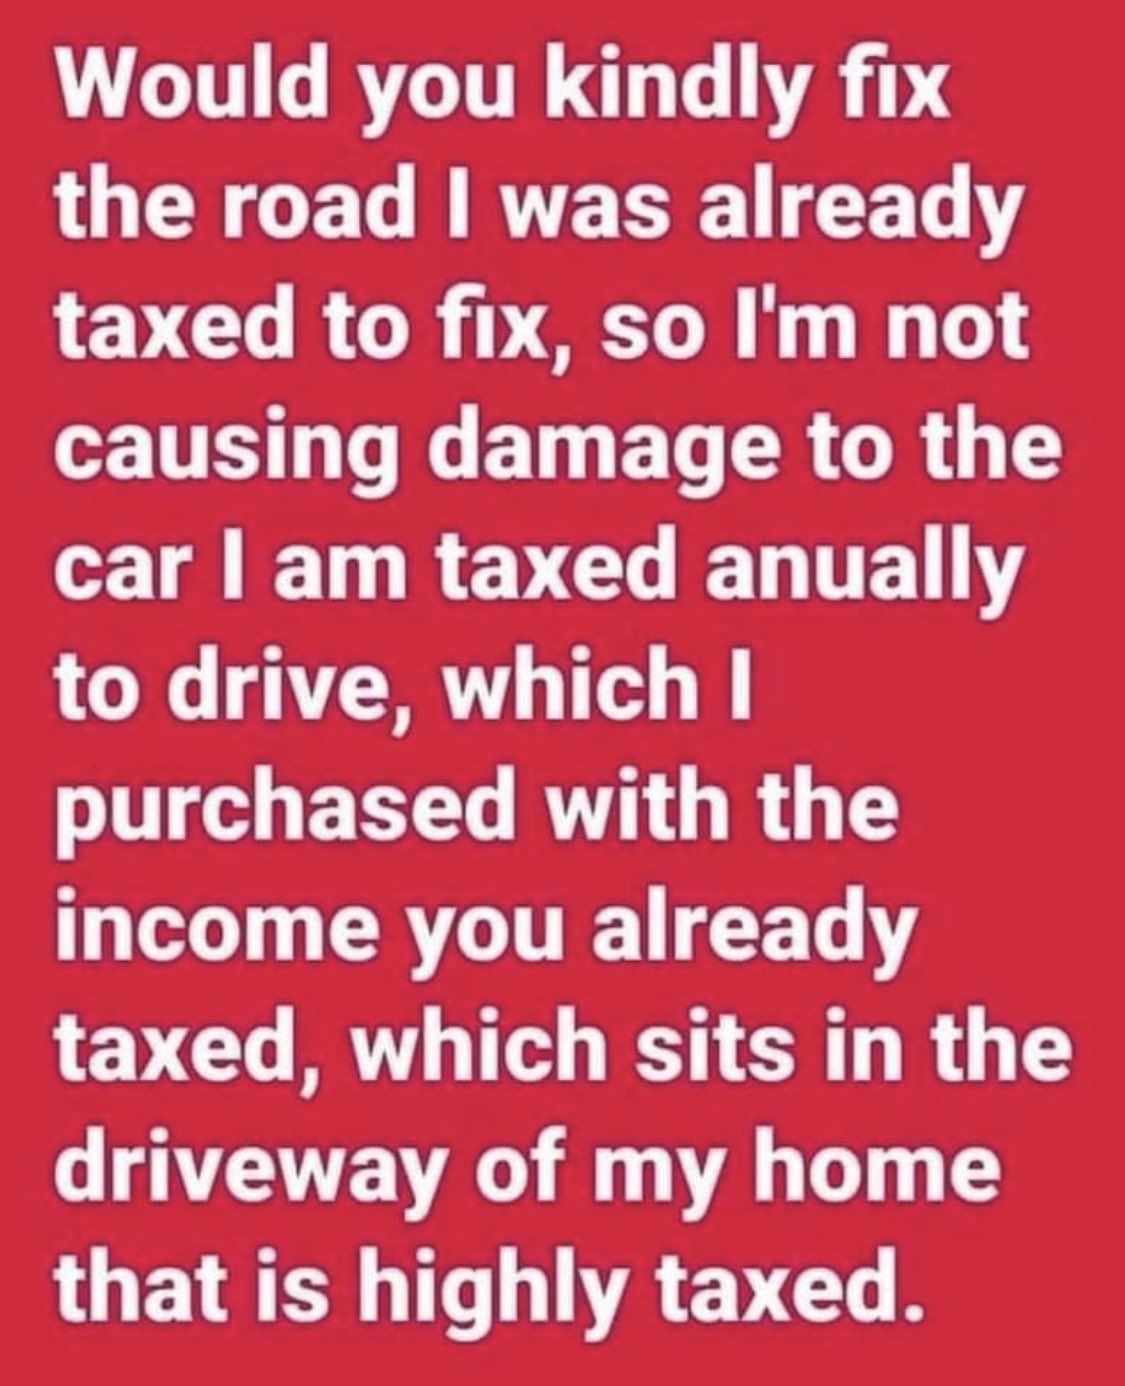 Would you kindly fix
the road I was already
taxed to fix, so I'm not
causing damage to the
car I am taxed anually
to drive, which I
purchased with the
income you already
taxed, which sits in the
driveway of my home
that is highly taxed.